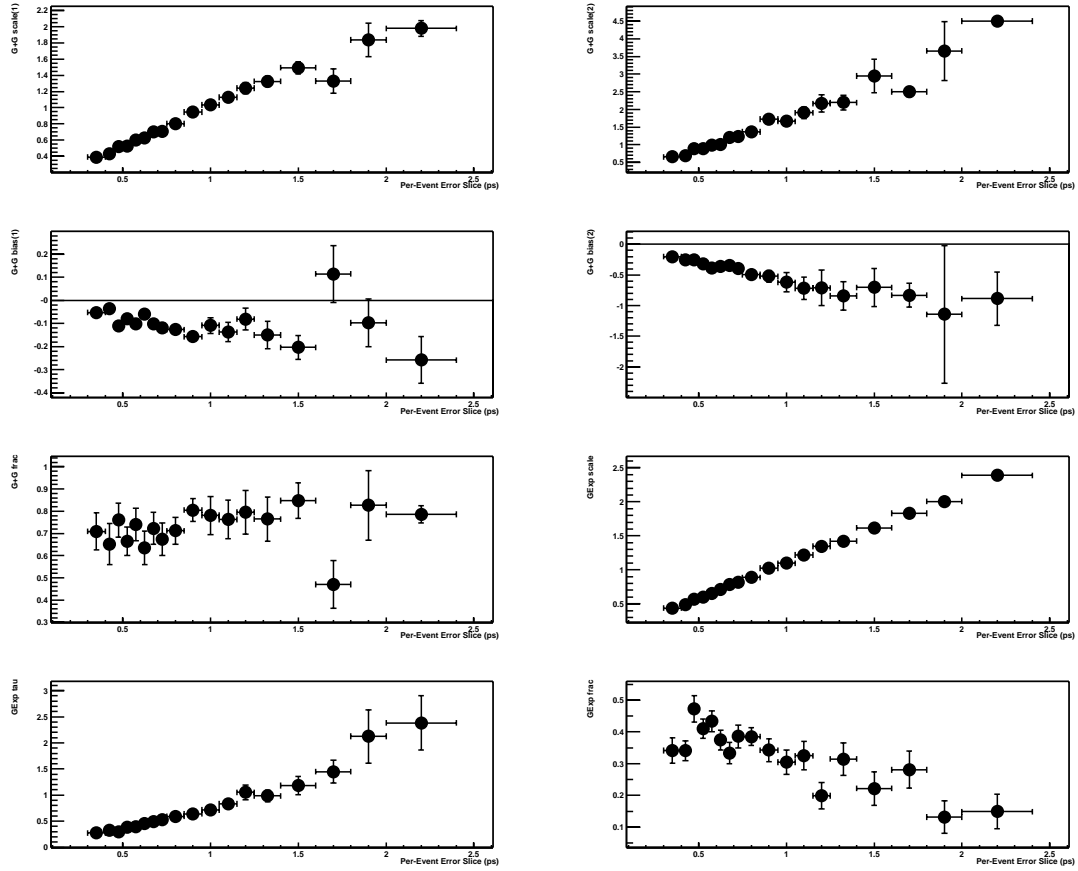 G+G scale(1)
2.2
2
1.8
1.6
1.4
1.2
1
0.8
0.6
0.4
0.5 1 1.5 2 2.5
Per-Event Error Slice (ps)
G+G scale(2)
4.5
4
3.5
3
2.5
2
1.5
1
0.5
0.5 1 1.5 2 2.5
Per-Event Error Slice (ps)
G+G bias(1)
0.2
0.1
-0
-0.1
-0.2
-0.3
-0.4
0.5 1 1.5 2 2.5
Per-Event Error Slice (ps)
G+G bias(2)
0
-0.5
-1
-1.5
-2
0.5 1 1.5 2 2.5
Per-Event Error Slice (ps)
G+G frac
1
0.9
0.8
0.7
0.6
0.5
0.4
0.3
0.5 1 1.5 2 2.5
Per-Event Error Slice (ps)
GExp scale
2.5
2
1.5
1
0.5
0.5 1 1.5 2 2.5
Per-Event Error Slice (ps)
GExp tau
3
2.5
2
1.5
1
0.5
0
0.5 1 1.5 2 2.5
Per-Event Error Slice (ps)
GExp frac
0.5
0.4
0.3
0.2
0.1
0.5 1 1.5 2 2.5
Per-Event Error Slice (ps)